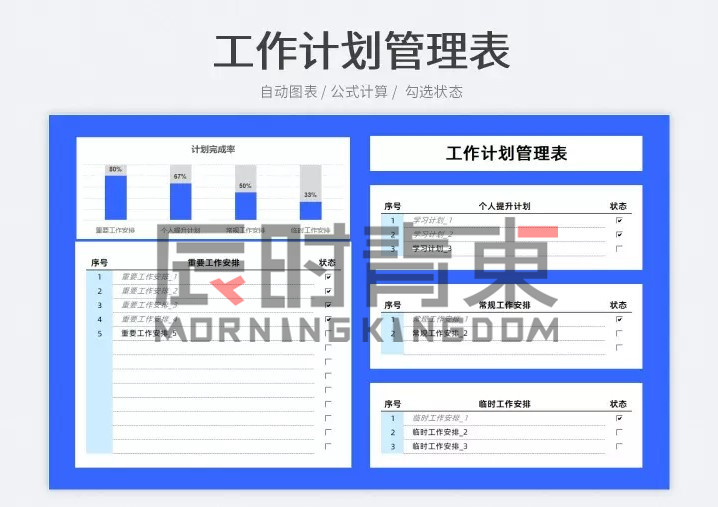 工作计划管理表
自动图表 / 公式计算 / 勾选状态
计划完成率
80%
67%
50%
33%
重要工作安排
个人提升计划
常规工作安排
临时工作安排
序号 重要工作安排 状态
1 重要工作安排_1
2 重要工作安排_2
3 重要工作安排_3
4 重要工作安排_4
5 重要工作安排_5
工作计划管理表
序号 个人提升计划 状态
1 学习计划_1
2 学习计划_2
3 学习计划_3
序号 常规工作安排 状态
1 常规工作安排_1
2 常规工作安排_2
序号 临时工作安排 状态
1 临时工作安排_1
2 临时工作安排_2
3 临时工作安排_3
MORNING KINGDOM